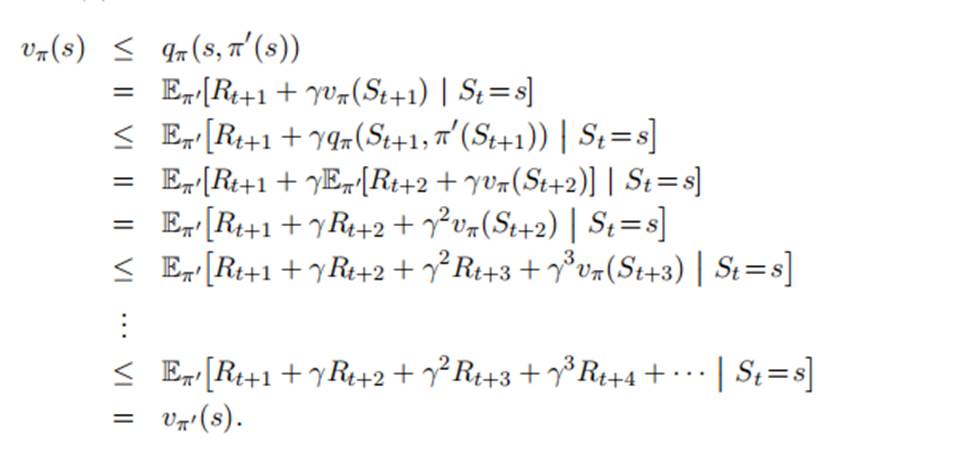 v_π(s) ≤ q_π(s, π′(s))
= 𝔼_π′[R_{t+1} + γv_π(S_{t+1}) | S_t=s]
≤ 𝔼_π′[R_{t+1} + γq_π(S_{t+1}, π′(S_{t+1})) | S_t=s]
= 𝔼_π′[R_{t+1} + γ𝔼_π′[R_{t+2} + γv_π(S_{t+2})] | S_t=s]
= 𝔼_π′[R_{t+1} + γR_{t+2} + γ²v_π(S_{t+2}) | S_t=s]
≤ 𝔼_π′[R_{t+1} + γR_{t+2} + γ²R_{t+3} + γ³v_π(S_{t+3}) | S_t=s]
⋮
≤ 𝔼_π′[R_{t+1} + γR_{t+2} + γ²R_{t+3} + γ³R_{t+4} + ⋯ | S_t=s]
= v_π′(s).